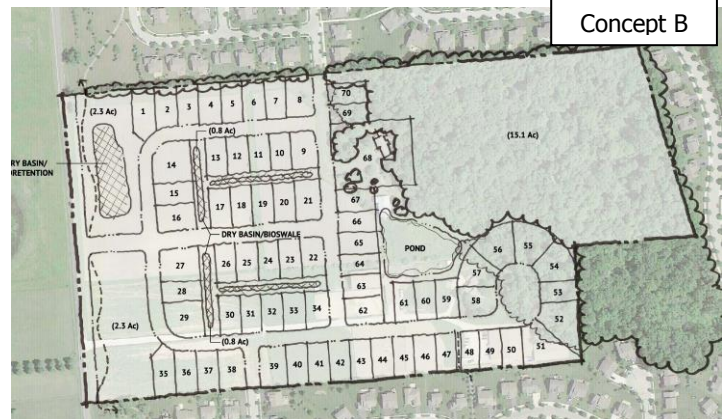 Concept B
(2.3 Ac)
1 2 3 4 5 6 7 8
70
69
(15.1 Ac)
(0.8 Ac)
DRY BASIN/
14 13 12 11 10 9
68
15
67
16 17 18 19 20 21
66
DRY BASIN/BIOSWALE
POND
56 55
65
27 26 25 24 23 22
54
64
57
28
63
53
61 60 59 58
29 30 31 32 33 34
62
52
(2.3 Ac)
(0.8 Ac)
51
35 36 37 38 39 40 41 42 43 44 45 46 47 48 49 50